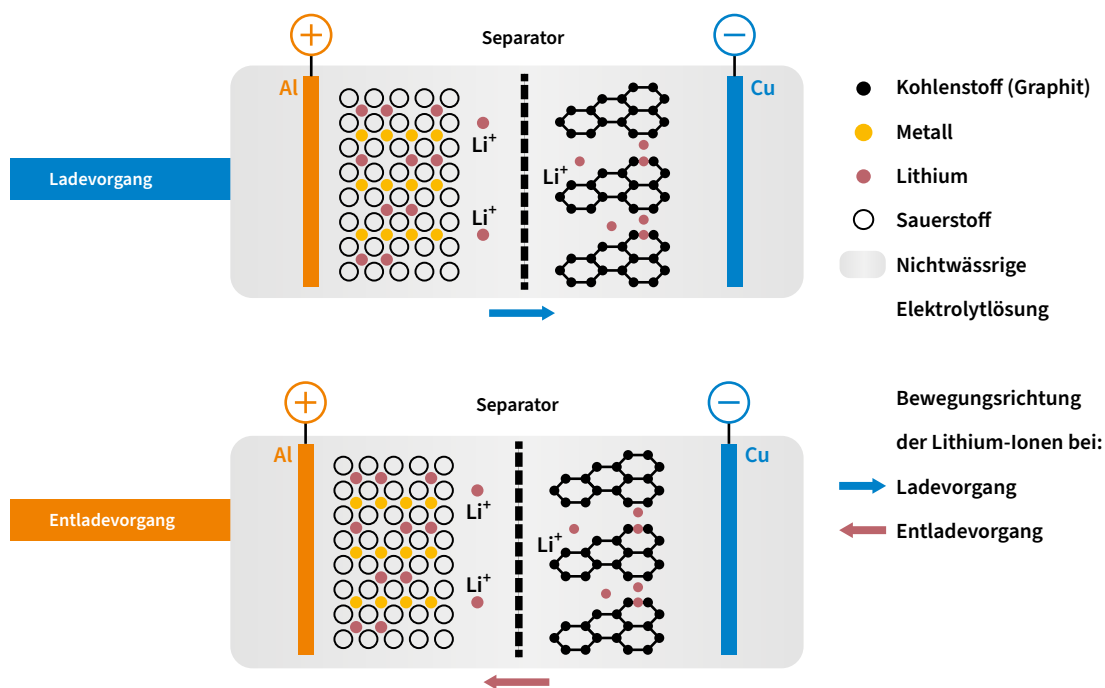 Separator
Al
Cu
Li⁺
Li⁺
Li⁺
Ladevorgang
Kohlenstoff (Graphit)
Metall
Lithium
Sauerstoff
Nichtwässrige
Elektrolytlösung
Separator
Al
Cu
Li⁺
Li⁺
Li⁺
Entladevorgang
Bewegungsrichtung
der Lithium-Ionen bei:
Ladevorgang
Entladevorgang